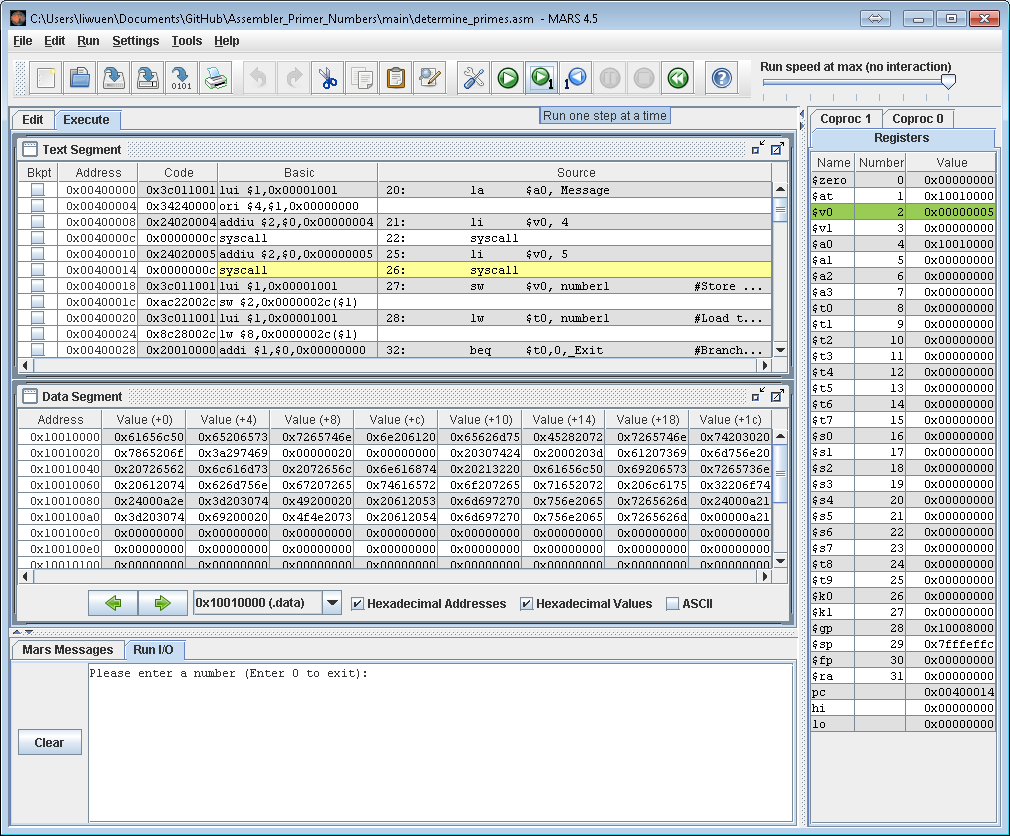 C:\Users\liwuen\Documents\GitHub\Assembler_Primer_Numbers\main\determine_primes.asm - MARS 4.5
File Edit Run Settings Tools Help
Run speed at max (no interaction)
Edit Execute
Run one step at a time
Coproc 1 Coproc 0
Registers
Text Segment
Bkpt Address Code Basic Source
0x00400000 0x3c011001 lui $1,0x00001001 20: la $a0, Message
0x00400004 0x34240000 ori $4,$1,0x00000000
0x00400008 0x24020004 addiu $2,$0,0x00000004 21: li $v0, 4
0x0040000c 0x0000000c syscall 22: syscall
0x00400010 0x24020005 addiu $2,$0,0x00000005 25: li $v0, 5
0x00400014 0x0000000c syscall 26: syscall
0x00400018 0x3c011001 lui $1,0x00001001 27: sw $v0, number1 #Store ...
0x0040001c 0xac22002c sw $2,0x0000002c($1)
0x00400020 0x3c011001 lui $1,0x00001001 28: lw $t0, number1 #Load t...
0x00400024 0x8c28002c lw $8,0x0000002c($1)
0x00400028 0x20010000 addi $1,$0,0x00000000 32: beq $t0,0,_Exit #Branch...
Data Segment
Address Value (+0) Value (+4) Value (+8) Value (+c) Value (+10) Value (+14) Value (+18) Value (+1c)
0x10010000 0x61656c50 0x65206573 0x7265746e 0x6e206120 0x65626d75 0x45282072 0x7265746e 0x74203020
0x10010020 0x7865206f 0x3a297469 0x00000020 0x00000000 0x20307424 0x2000203d 0x61207369 0x6d756e20
0x10010040 0x20726562 0x6c616d73 0x2072656c 0x6e616874 0x20213220 0x61656c50 0x69206573 0x7265736e
0x10010060 0x20612074 0x626d756e 0x67207265 0x74616572 0x6f207265 0x71652072 0x206c6175 0x32206f74
0x10010080 0x24000a2e 0x3d203074 0x49200020 0x20612053 0x6d697270 0x756e2065 0x7265626d 0x24000a21
0x100100a0 0x3d203074 0x69200020 0x4f4e2073 0x20612054 0x6d697270 0x756e2065 0x7265626d 0x00000a21
0x100100c0 0x00000000 0x00000000 0x00000000 0x00000000 0x00000000 0x00000000 0x00000000 0x00000000
0x100100e0 0x00000000 0x00000000 0x00000000 0x00000000 0x00000000 0x00000000 0x00000000 0x00000000
0x10010100 0x00000000 0x00000000 0x00000000 0x00000000 0x00000000 0x00000000 0x00000000 0x00000000
0x10010000 (.data) Hexadecimal Addresses Hexadecimal Values ASCII
Mars Messages Run I/O
Please enter a number (Enter 0 to exit):
Clear
Name Number Value
$zero 0 0x00000000
$at 1 0x10010000
$v0 2 0x00000005
$v1 3 0x00000000
$a0 4 0x10010000
$a1 5 0x00000000
$a2 6 0x00000000
$a3 7 0x00000000
$t0 8 0x00000000
$t1 9 0x00000000
$t2 10 0x00000000
$t3 11 0x00000000
$t4 12 0x00000000
$t5 13 0x00000000
$t6 14 0x00000000
$t7 15 0x00000000
$s0 16 0x00000000
$s1 17 0x00000000
$s2 18 0x00000000
$s3 19 0x00000000
$s4 20 0x00000000
$s5 21 0x00000000
$s6 22 0x00000000
$s7 23 0x00000000
$t8 24 0x00000000
$t9 25 0x00000000
$k0 26 0x00000000
$k1 27 0x00000000
$gp 28 0x10008000
$sp 29 0x7fffeffc
$fp 30 0x00000000
$ra 31 0x00000000
pc 0x00400014
hi 0x00000000
lo 0x00000000